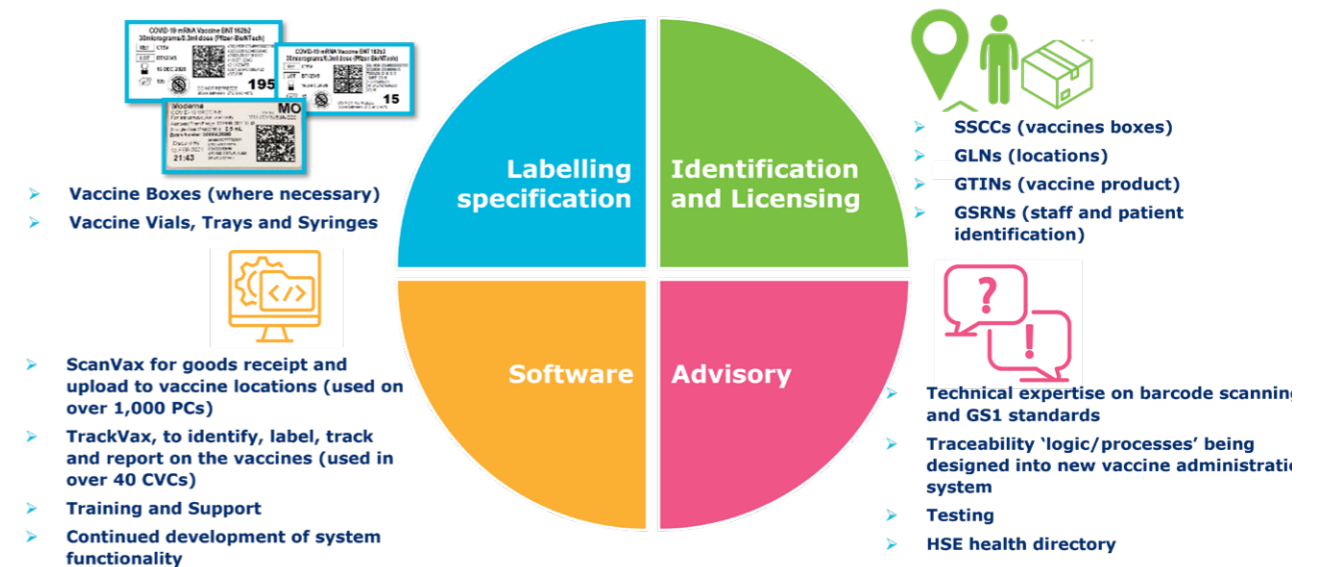 COVID-19 mRNA Vaccine BNT162b2
30micrograms/0.3ml dose (Pfizer-BioNTech)
195
COVID-19 mRNA Vaccine BNT162b2
30micrograms/0.3ml dose (Pfizer-BioNTech)
15
Moderna
MO
21:43
Vaccine Boxes (where necessary)
Vaccine Vials, Trays and Syringes
Labelling
specification
Identification
and Licensing
SSCCs (vaccines boxes)
GLNs (locations)
GTINs (vaccine product)
GSRNs (staff and patient
identification)
</>
ScanVax for goods receipt and
upload to vaccine locations (used on
over 1,000 PCs)
TrackVax, to identify, label, track
and report on the vaccines (used in
over 40 CVCs)
Training and Support
Continued development of system
functionality
Software
Advisory
?
!
Technical expertise on barcode scanning
and GS1 standards
Traceability ‘logic/processes’ being
designed into new vaccine administratio
system
Testing
HSE health directory